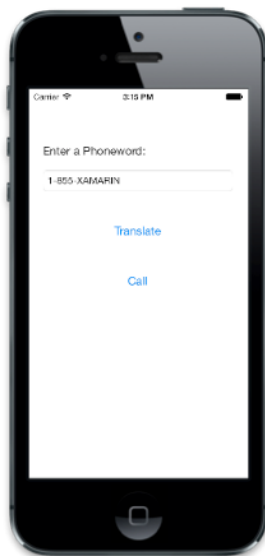 Carrier 3:15 PM
Enter a Phoneword:
1-855-XAMARIN
Translate
Call